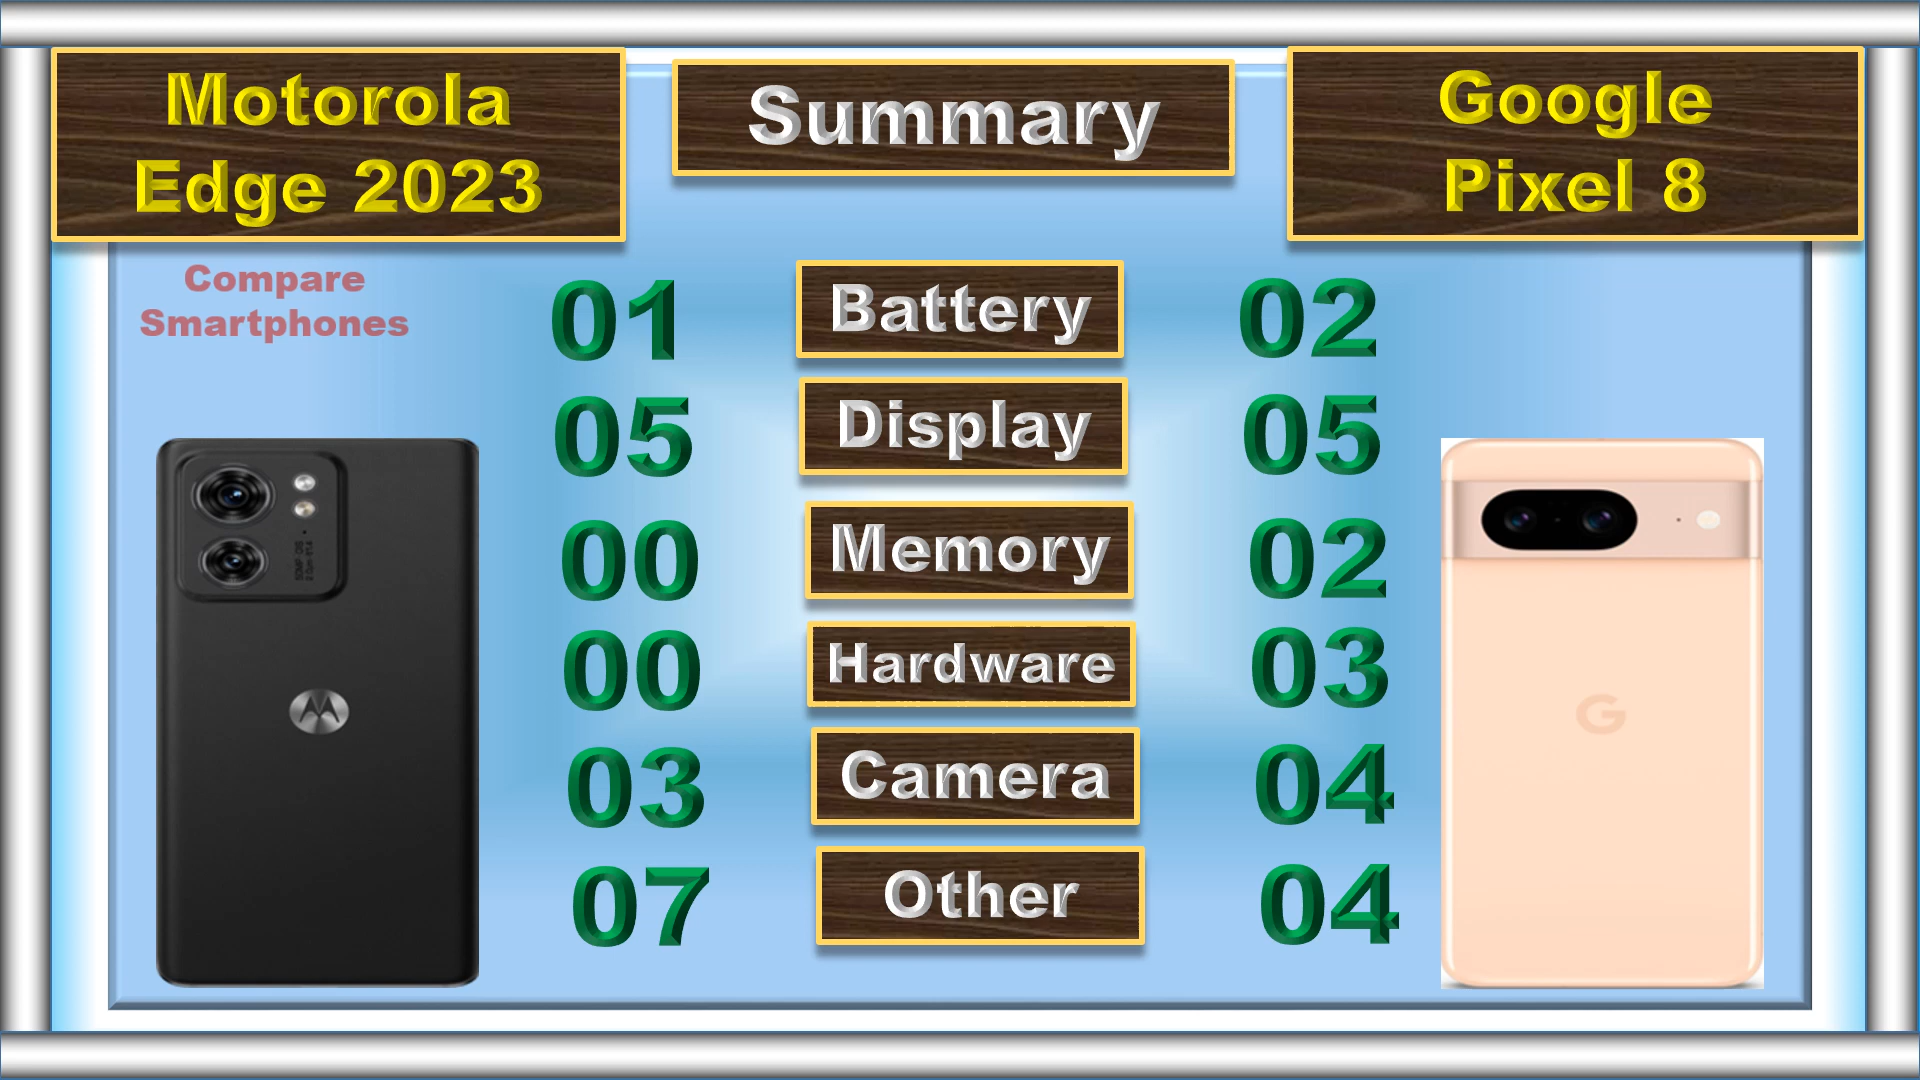 Motorola
Edge 2023
Summary
Google
Pixel 8
Compare
Smartphones
01 Battery 02
05 Display 05
00 Memory 02
00 Hardware 03
03 Camera 04
07 Other 04